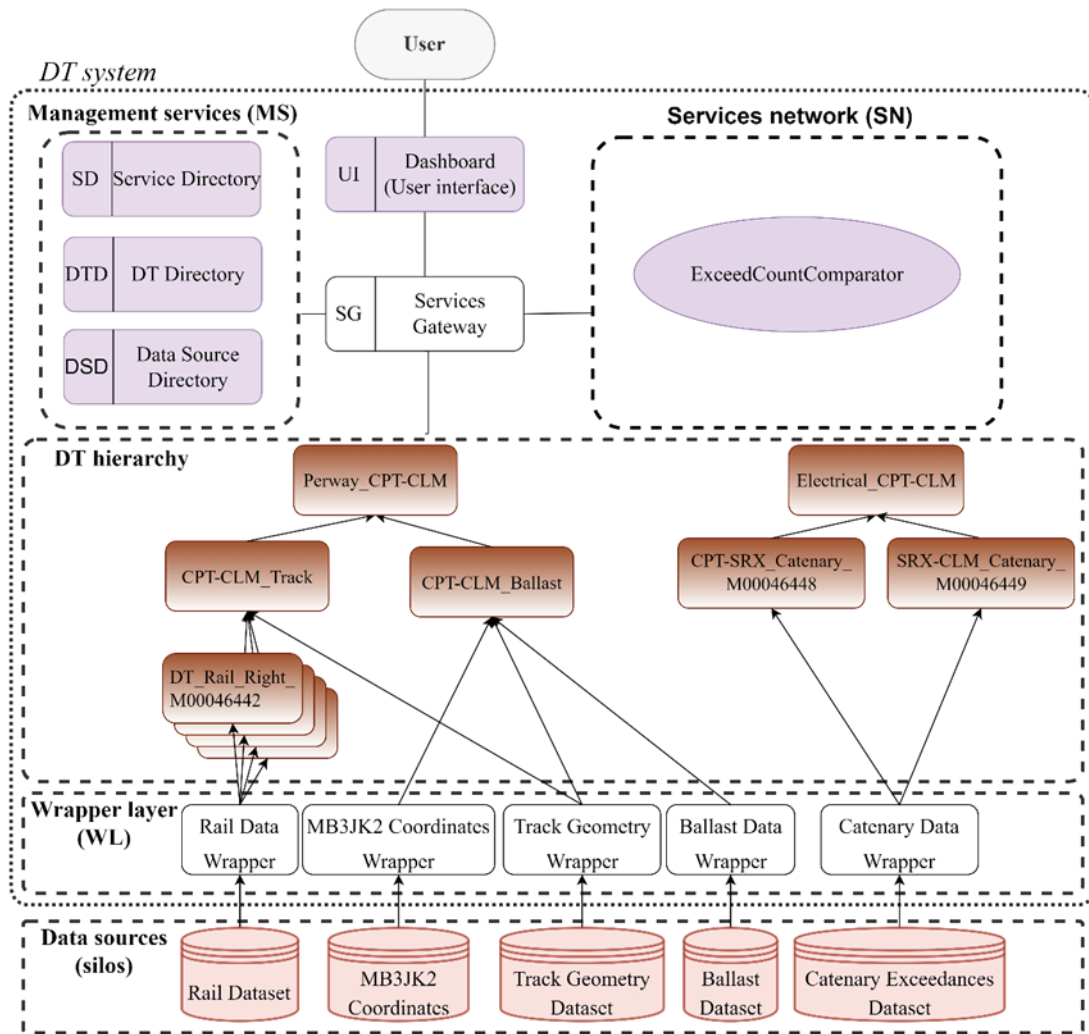 User
DT system
Management services (MS)
Services network (SN)
SD
Service Directory
UI
Dashboard
(User interface)
DTD
DT Directory
ExceedCountComparator
SG
Services
Gateway
DSD
Data Source
Directory
DT hierarchy
Perway_CPT-CLM
Electrical_CPT-CLM
CPT-CLM_Track
CPT-CLM_Ballast
CPT-SRX_Catenary_
M00046448
SRX-CLM_Catenary_
M00046449
DT_Rail_Right_
M00046442
Wrapper layer
(WL)
Rail Data
Wrapper
MB3JK2 Coordinates
Wrapper
Track Geometry
Wrapper
Ballast Data
Wrapper
Catenary Data
Wrapper
Data sources
(silos)
Rail Dataset
MB3JK2
Coordinates
Track Geometry
Dataset
Ballast
Dataset
Catenary Exceedances
Dataset